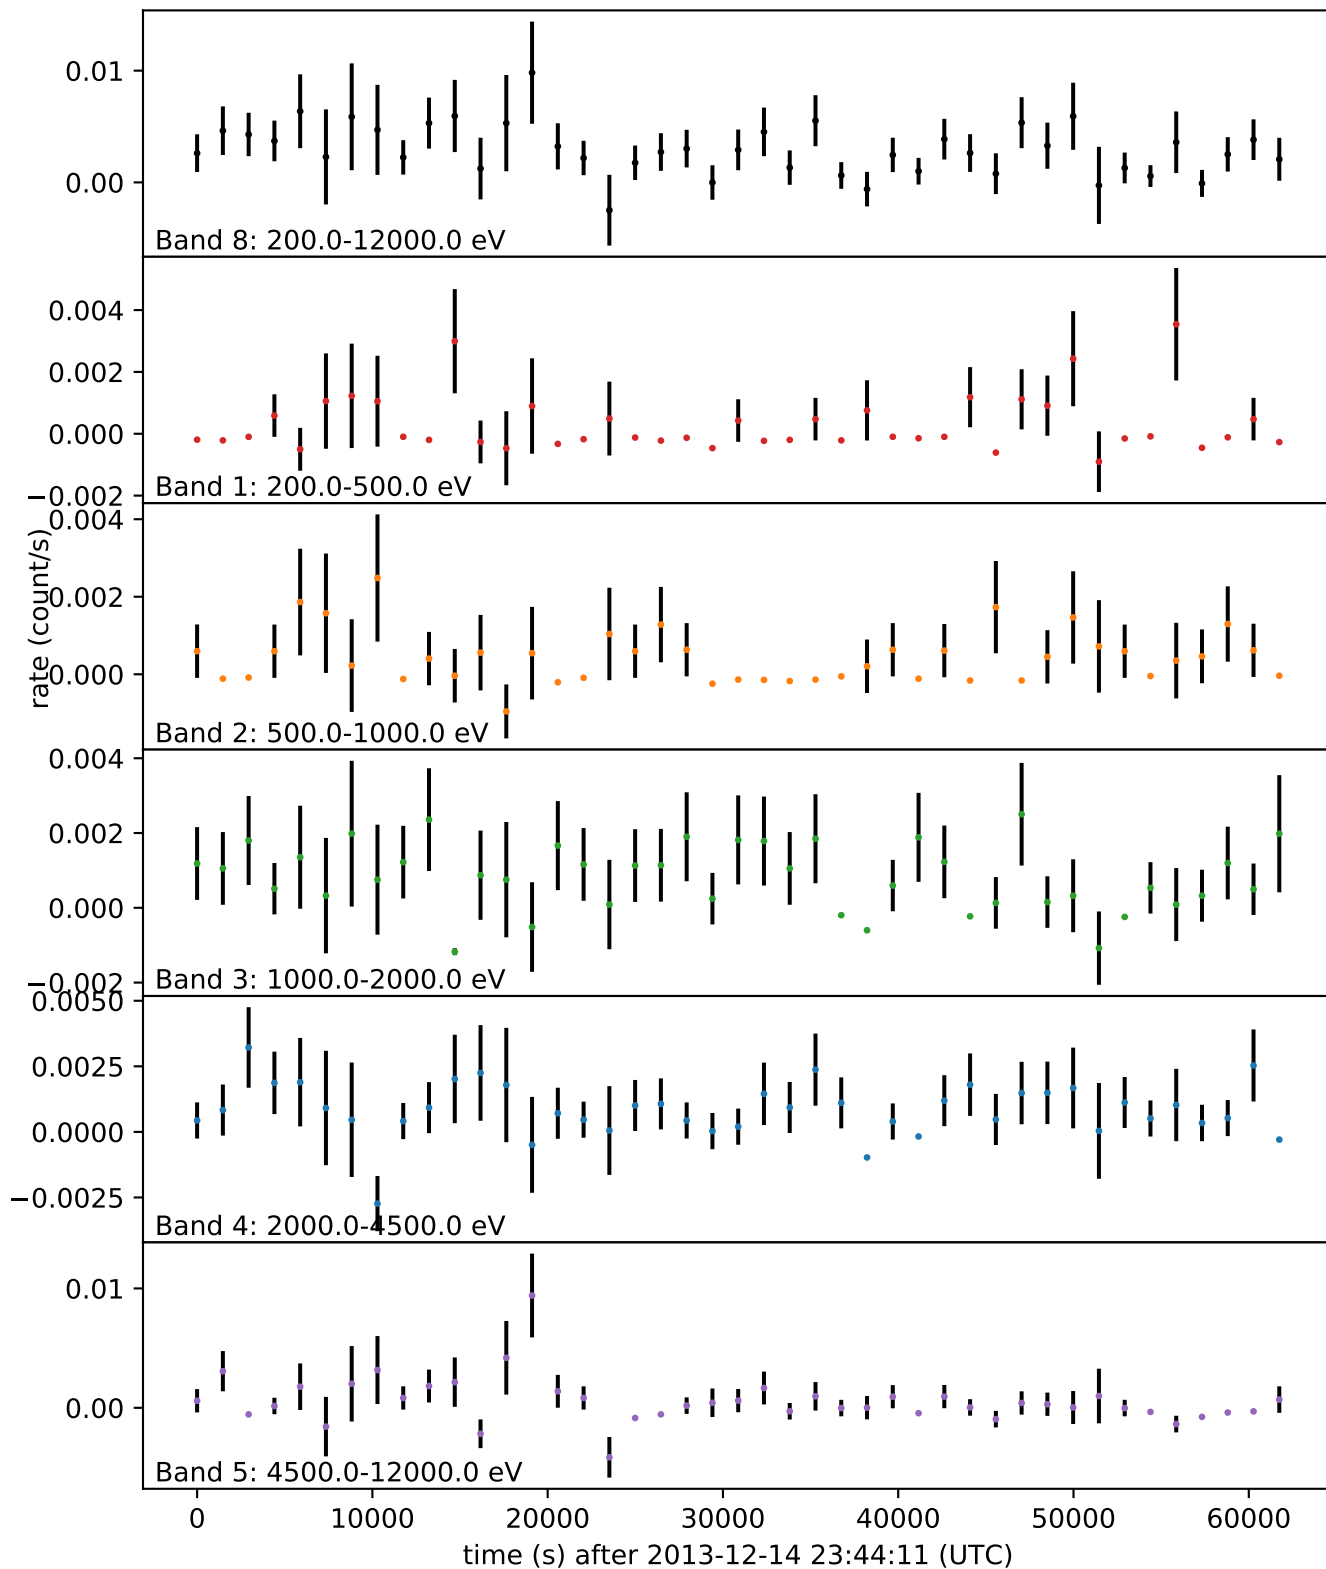 0.01
0.00
Band 8: 200.0-12000.0 eV
0.004
0.002
0.000
−0.002
Band 1: 200.0-500.0 eV
rate (count/s)
0.004
0.002
0.000
Band 2: 500.0-1000.0 eV
0.004
0.002
0.000
−0.002
Band 3: 1000.0-2000.0 eV
0.0050
0.0025
0.0000
−0.0025
Band 4: 2000.0-4500.0 eV
0.01
0.00
Band 5: 4500.0-12000.0 eV
0 10000 20000 30000 40000 50000 60000
time (s) after 2013-12-14 23:44:11 (UTC)